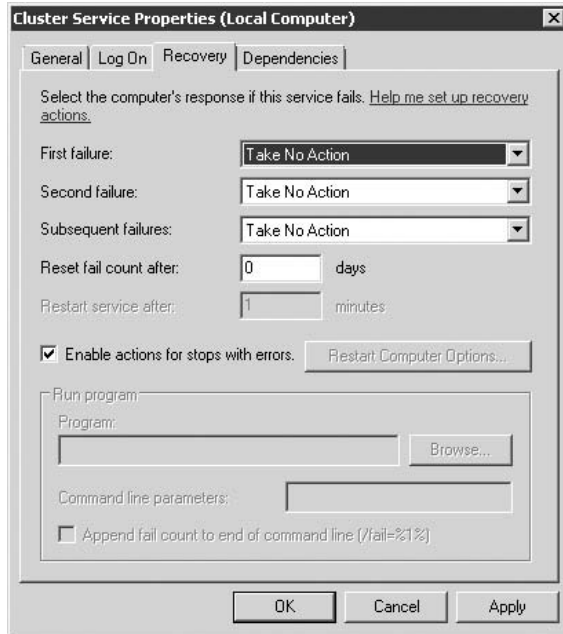 Cluster Service Properties (Local Computer)
General Log On Recovery Dependencies
Select the computer's response if this service fails. Help me set up recovery
actions.
First failure: Take No Action
Second failure: Take No Action
Subsequent failures: Take No Action
Reset fail count after: 0 days
Restart service after: 1 minutes
Enable actions for stops with errors. Restart Computer Options...
Run program
Program:
Browse...
Command line parameters:
Append fail count to end of command line (/fail=%1%)
OK Cancel Apply